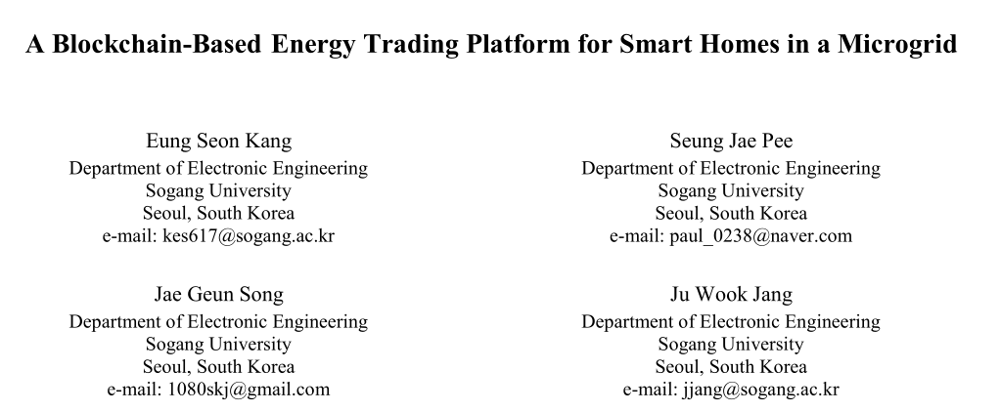 A Blockchain-Based Energy Trading Platform for Smart Homes in a Microgrid
Eung Seon Kang
Department of Electronic Engineering
Sogang University
Seoul, South Korea
e-mail: kes617@sogang.ac.kr
Seung Jae Pee
Department of Electronic Engineering
Sogang University
Seoul, South Korea
e-mail: paul_0238@naver.com
Jae Geun Song
Department of Electronic Engineering
Sogang University
Seoul, South Korea
e-mail: 1080skj@gmail.com
Ju Wook Jang
Department of Electronic Engineering
Sogang University
Seoul, South Korea
e-mail: jjang@sogang.ac.kr